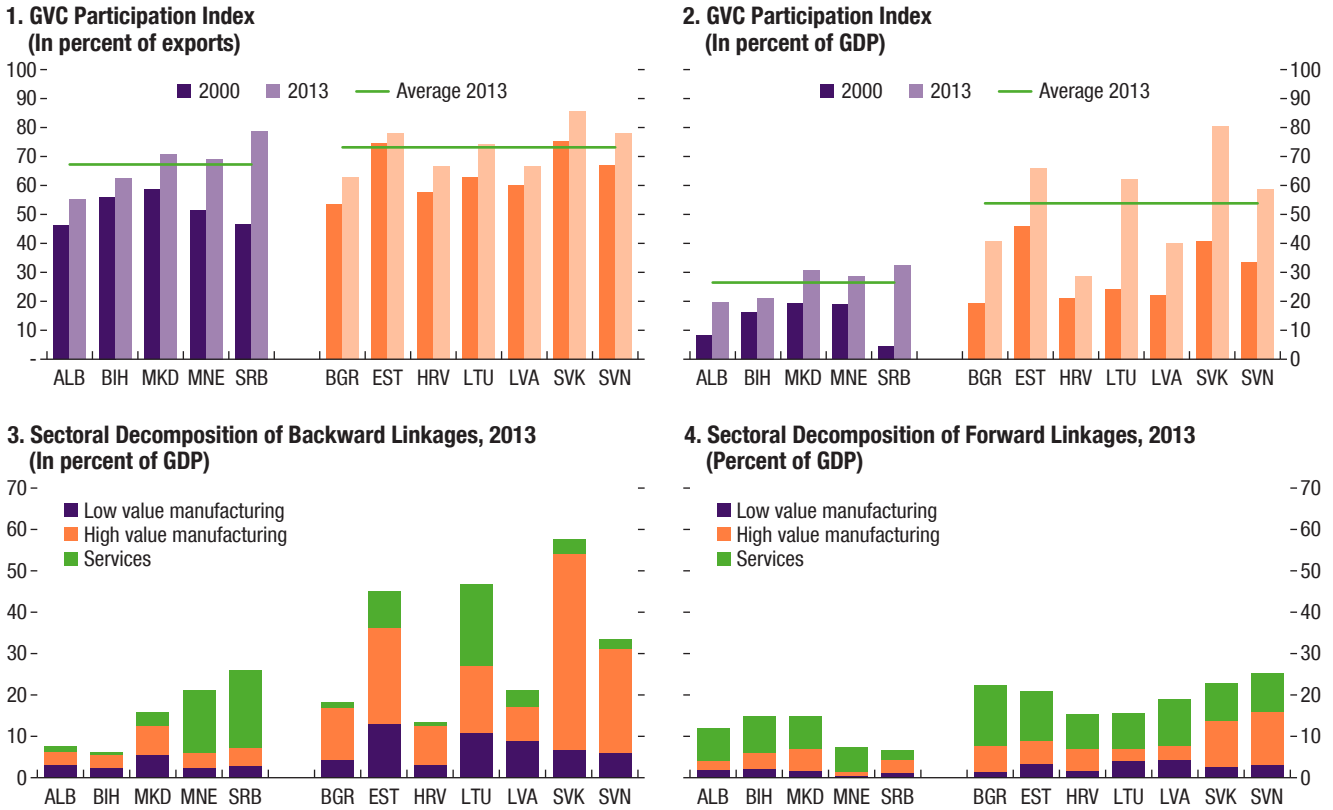 1. GVC Participation Index
(In percent of exports)
100
90
80
70
60
50
40
30
20
10
-
2000 2013 Average 2013
ALB BIH MKD MNE SRB BGR EST HRV LTU LVA SVK SVN
2. GVC Participation Index
(In percent of GDP)
2000 2013 Average 2013
100
90
80
70
60
50
40
30
20
10
0
ALB BIH MKD MNE SRB BGR EST HRV LTU LVA SVK SVN
3. Sectoral Decomposition of Backward Linkages, 2013
(In percent of GDP)
70
60
50
40
30
20
10
0
Low value manufacturing
High value manufacturing
Services
ALB BIH MKD MNE SRB BGR EST HRV LTU LVA SVK SVN
4. Sectoral Decomposition of Forward Linkages, 2013
(Percent of GDP)
Low value manufacturing
High value manufacturing
Services
70
60
50
40
30
20
10
0
ALB BIH MKD MNE SRB BGR EST HRV LTU LVA SVK SVN